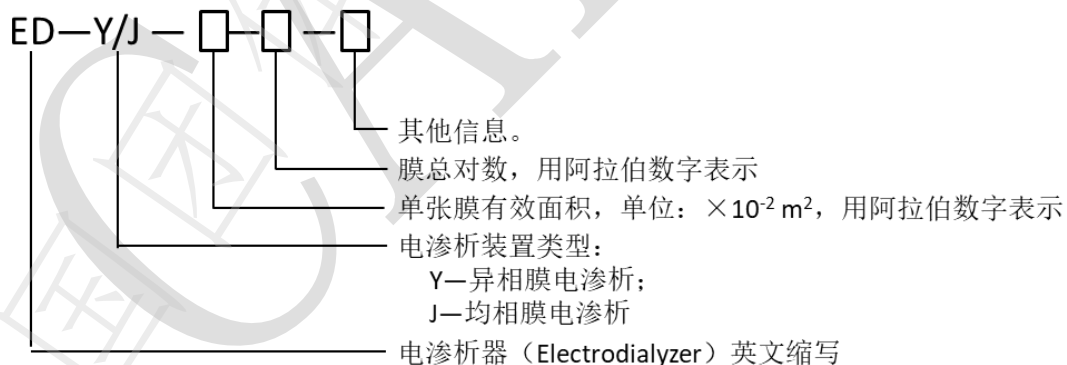 ED—Y/J — □—□ —□
其他信息。
膜总对数，用阿拉伯数字表示
单张膜有效面积，单位：×10⁻² m²，用阿拉伯数字表示
电渗析装置类型：
Y—异相膜电渗析；
J—均相膜电渗析
电渗析器（Electrodialyzer）英文缩写